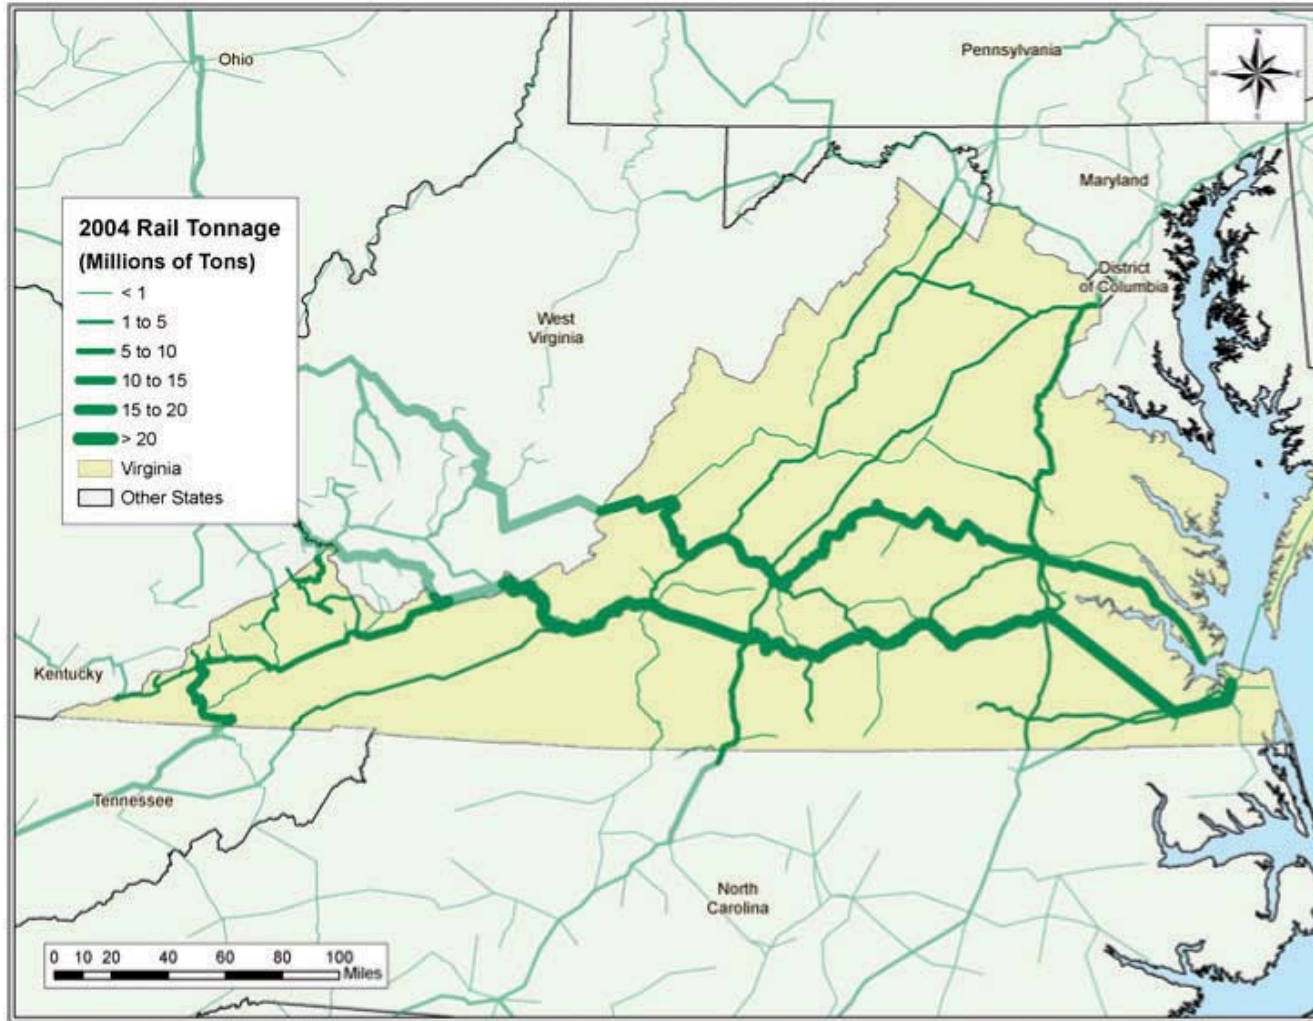 Ohio
Pennsylvania
N
W
E
S
Maryland
2004 Rail Tonnage
(Millions of Tons)
< 1
1 to 5
5 to 10
10 to 15
15 to 20
> 20
Virginia
Other States
District
of Columbia
West
Virginia
Kentucky
Tennessee
North
Carolina
0 10 20 40 60 80 100
Miles